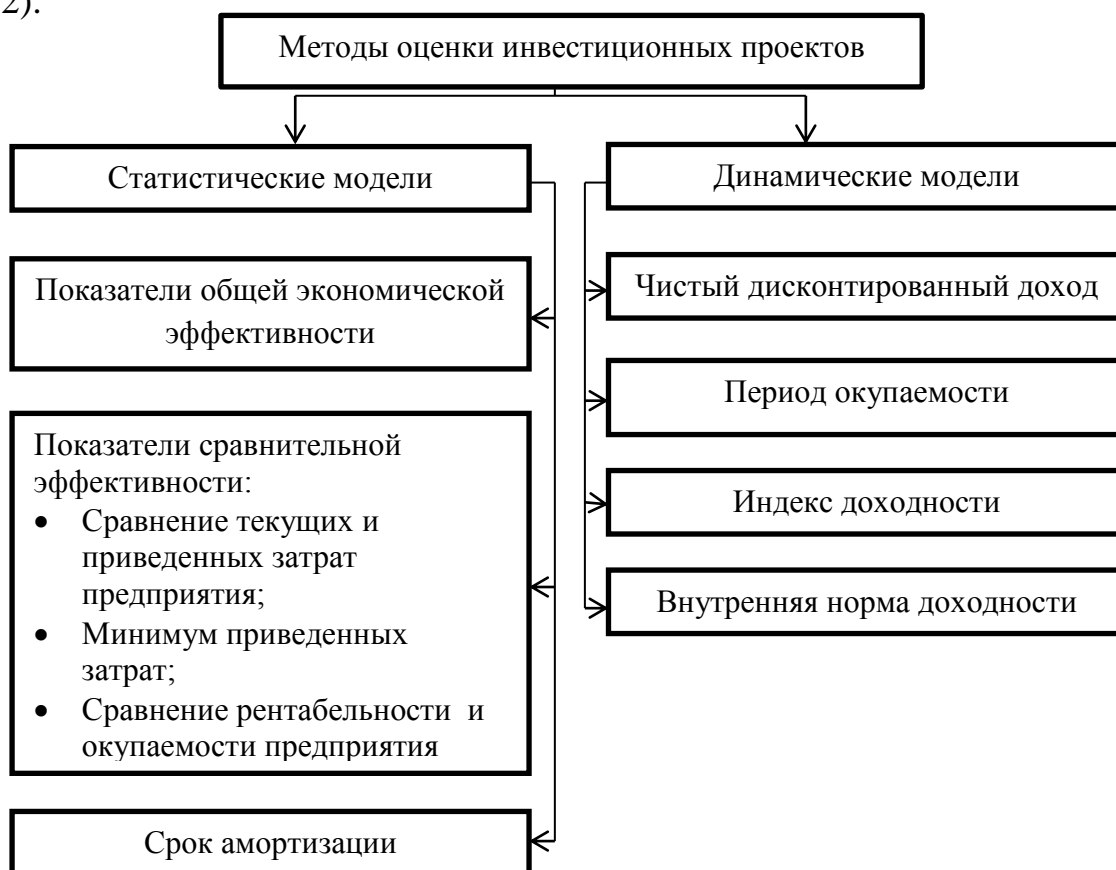 2).
Методы оценки инвестиционных проектов
Статистические модели
Показатели общей экономической
эффективности
Показатели сравнительной
эффективности:
• Сравнение текущих и
приведенных затрат
предприятия;
• Минимум приведенных
затрат;
• Сравнение рентабельности и
окупаемости предприятия
Срок амортизации
Динамические модели
Чистый дисконтированный доход
Период окупаемости
Индекс доходности
Внутренняя норма доходности